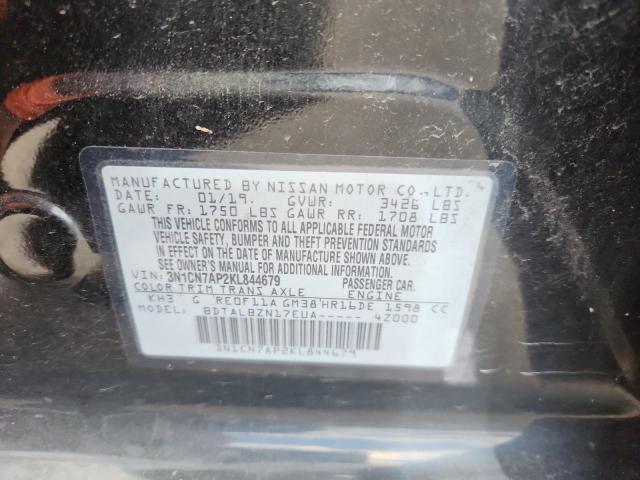 MANUFACTURED BY NISSAN MOTOR CO.,LTD.
DATE: 01/19. GVWR: 3426 LBS
GAWR FR: 1750 LBS GAWR RR: 1708 LBS
THIS VEHICLE CONFORMS TO ALL APPLICABLE FEDERAL MOTOR
VEHICLE SAFETY, BUMPER AND THEFT PREVENTION STANDARDS
IN EFFECT ON THE DATE OF MANUFACTURE SHOWN ABOVE.
SEE OWNER'S MANUAL FOR ADDITIONAL INFORMATION.
VIN: 3N1CN7AP2KL844679 PASSENGER CAR.
COLOR TRIM TRANS AXLE ENGINE
KH3 G RE0F11A GM38 HR16DE 1598 CC
MODEL: BDTALBZN17EUA----- 4Z000
3N1CN7AP2KL844679